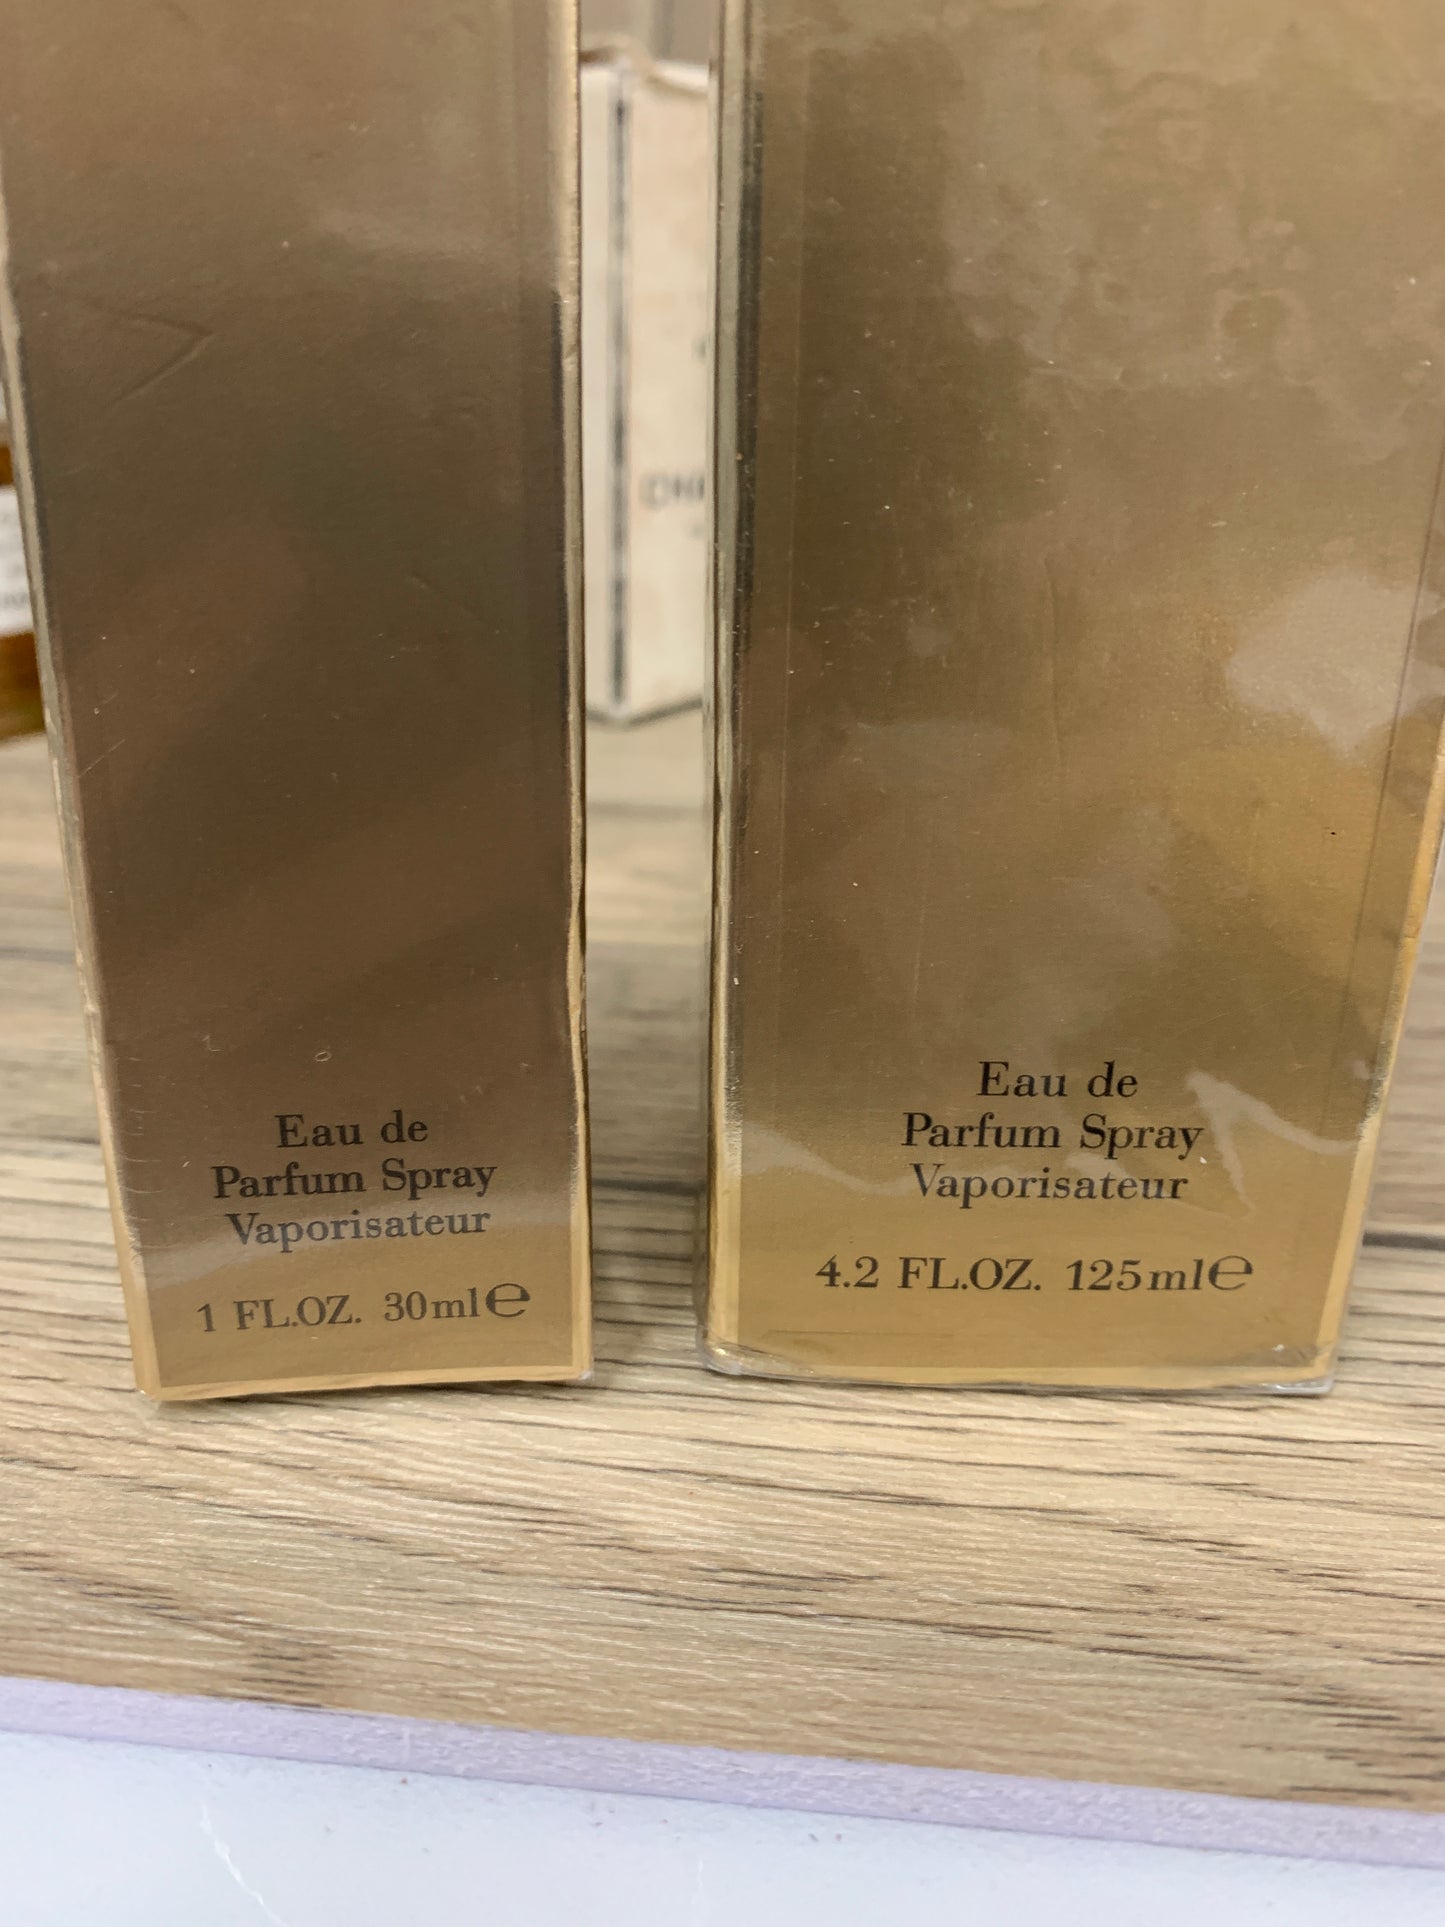 Eau de
Parfum Spray
Vaporisateur
1 FL.OZ. 30ml℮
Eau de
Parfum Spray
Vaporisateur
4.2 FL.OZ. 125ml℮